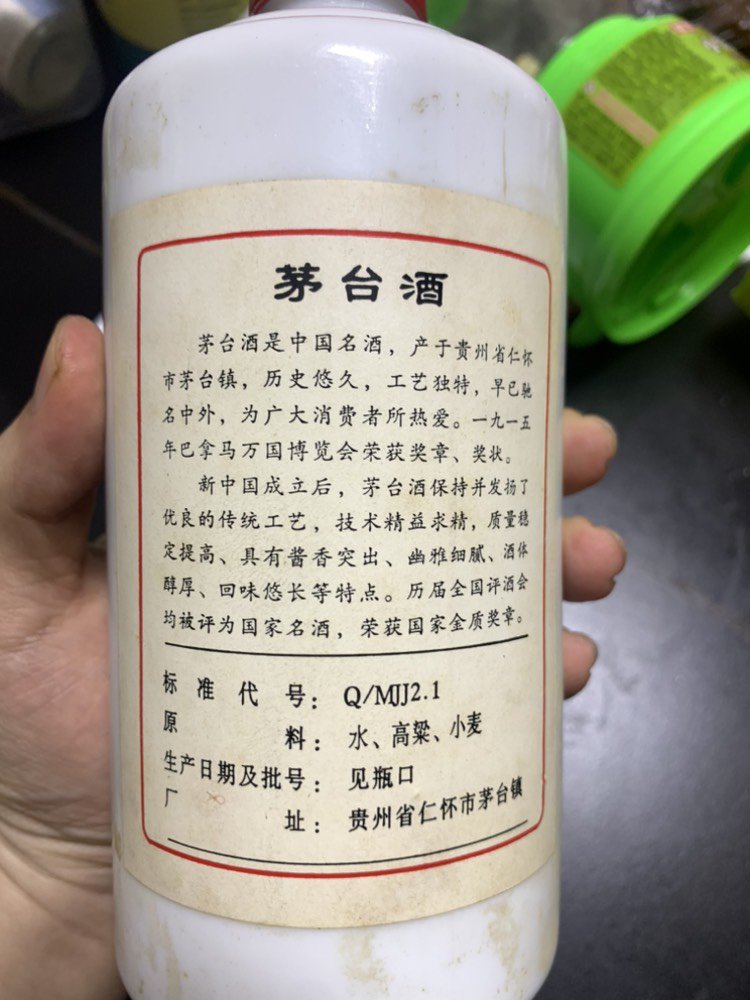 茅台酒
茅台酒是中国名酒，产于贵州省仁怀
市茅台镇，历史悠久，工艺独特，早已驰
名中外，为广大消费者所热爱。一九一五
年巴拿马万国博览会荣获奖章、奖状。
新中国成立后，茅台酒保持并发扬了
优良的传统工艺，技术精益求精，质量稳
定提高、具有酱香突出、幽雅细腻、酒体
醇厚、回味悠长等特点。历届全国评酒会
均被评为国家名酒，荣获国家金质奖章。
标准代号：Q/MJJ2.1
原料：水、高粱、小麦
生产日期及批号：见瓶口
厂址：贵州省仁怀市茅台镇